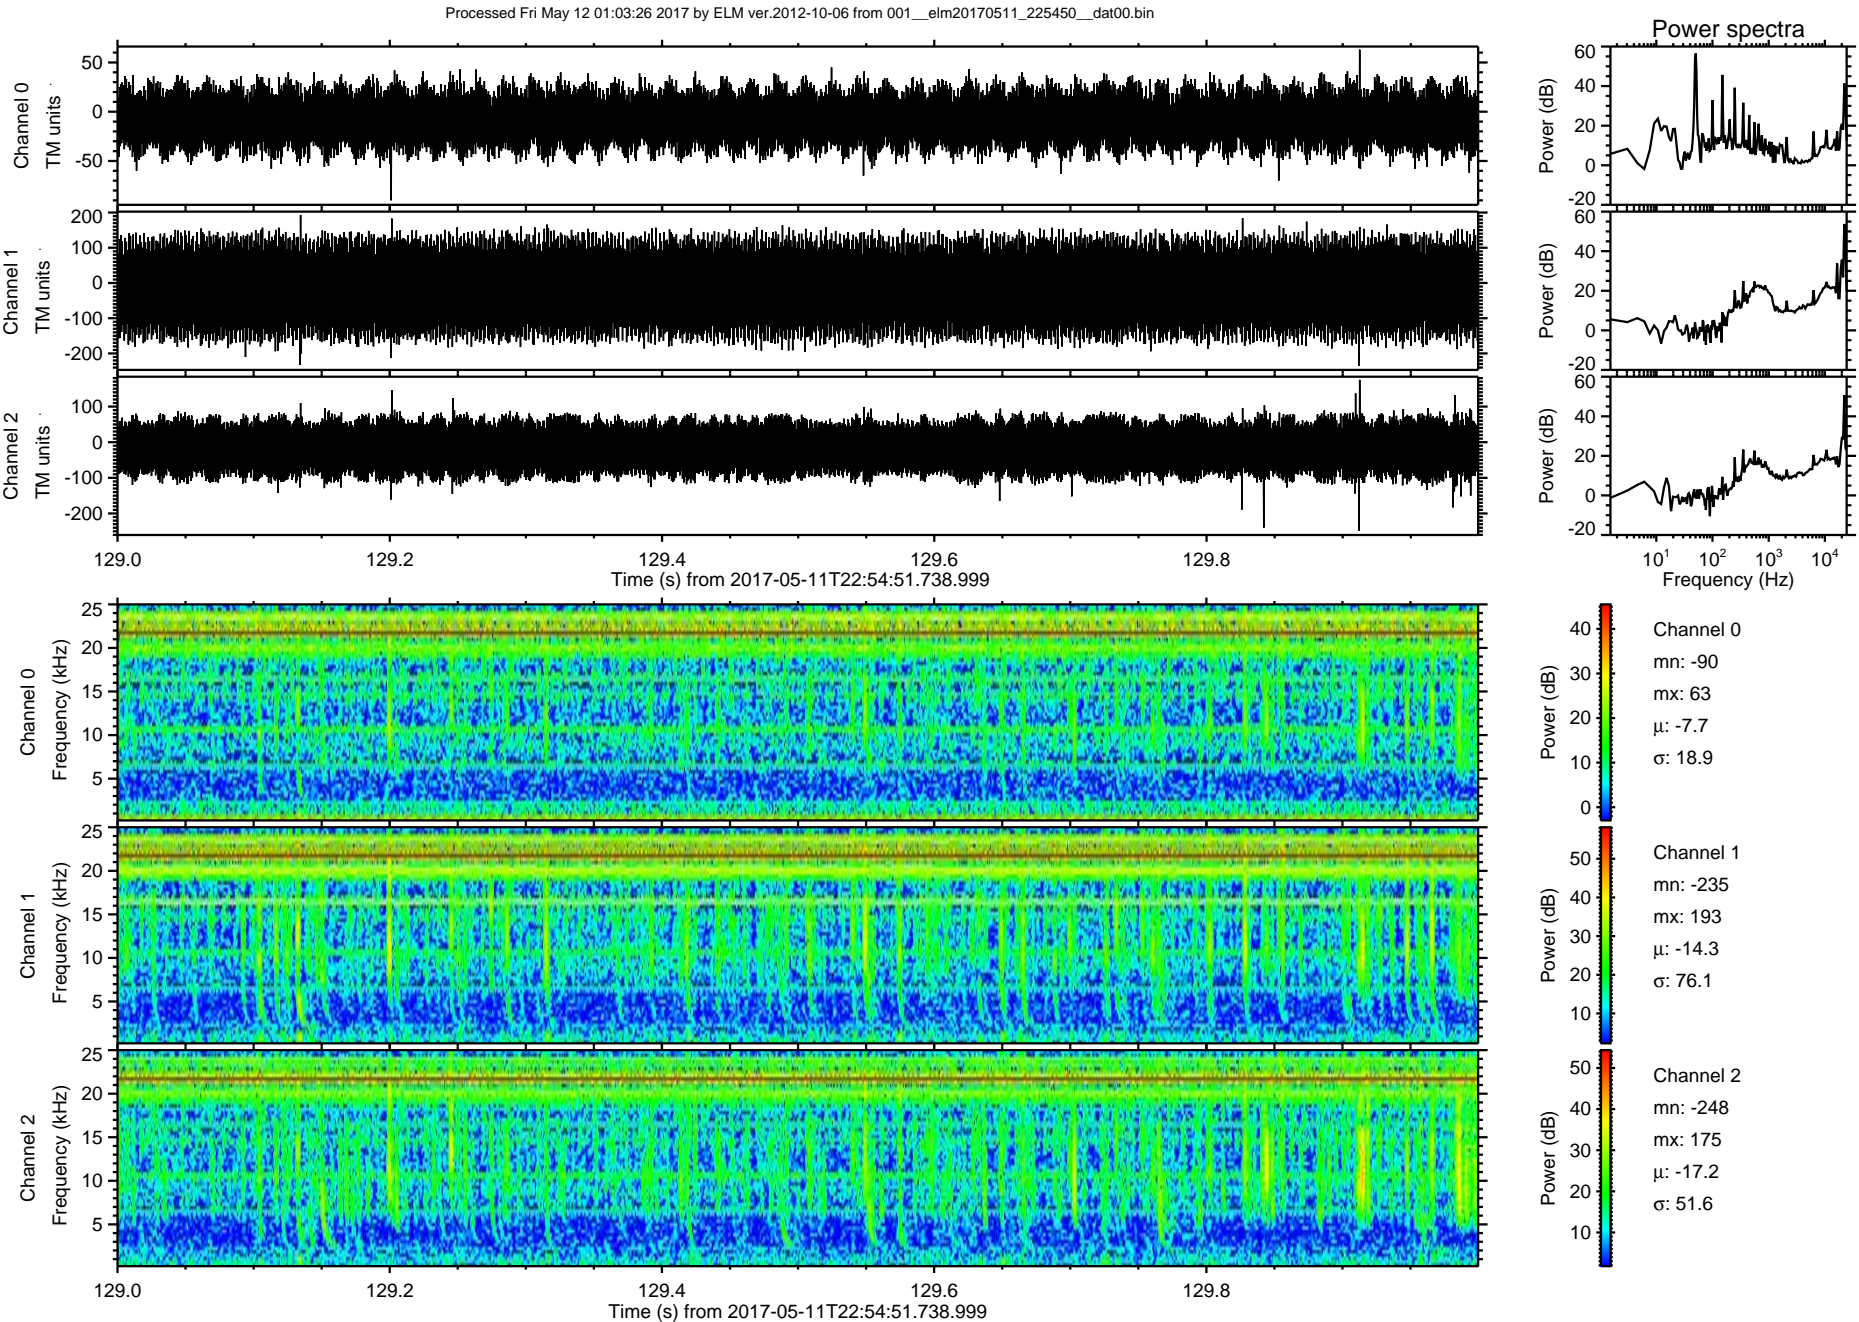 Processed Fri May 12 01:03:26 2017 by ELM ver.2012-10-06 from 001__elm20170511_225450__dat00.bin
Power spectra
Channel 0
TM units
50
0
-50
Power (dB)
60
40
20
0
-20
Channel 1
TM units
200
100
0
-100
-200
Power (dB)
60
40
20
0
-20
Channel 2
TM units
100
0
-100
-200
Power (dB)
60
40
20
0
-20
129.0 129.2 129.4 129.6 129.8
Time (s) from 2017-05-11T22:54:51.738.999
10^1 10^2 10^3 10^4
Frequency (Hz)
Channel 0
Frequency (kHz)
25
20
15
10
5
Power (dB)
40
30
20
10
0
Channel 0
mn: -90
mx: 63
μ: -7.7
σ: 18.9
Channel 1
Frequency (kHz)
25
20
15
10
5
Power (dB)
50
40
30
20
10
Channel 1
mn: -235
mx: 193
μ: -14.3
σ: 76.1
Channel 2
Frequency (kHz)
25
20
15
10
5
Power (dB)
50
40
30
20
10
Channel 2
mn: -248
mx: 175
μ: -17.2
σ: 51.6
129.0 129.2 129.4 129.6 129.8
Time (s) from 2017-05-11T22:54:51.738.999